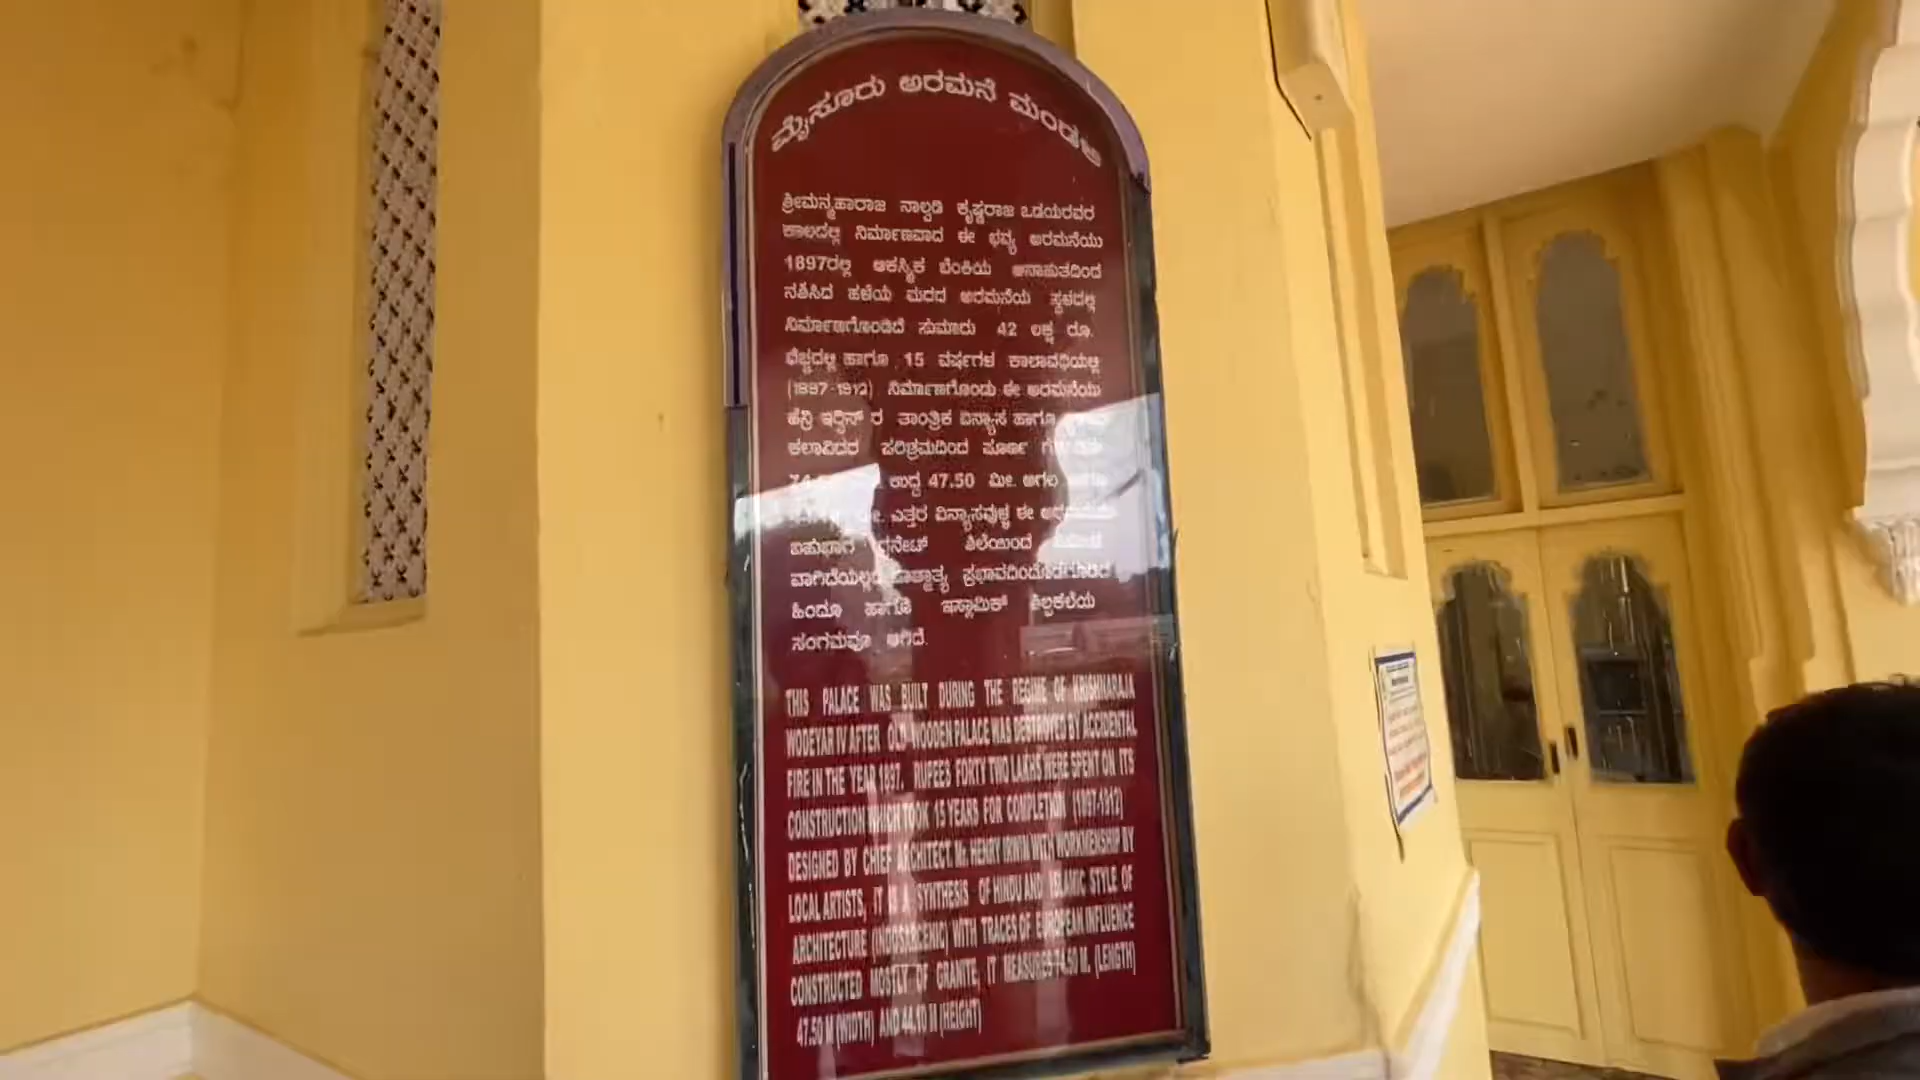 ಮೈಸೂರು ಅರಮನೆ ಮಂಡಳಿ
ಶ್ರೀಮನ್ಮಹಾರಾಜ ನಾಲ್ವಡಿ ಕೃಷ್ಣರಾಜ ಒಡೆಯರವರ
ಕಾಲದಲ್ಲಿ ನಿರ್ಮಾಣವಾದ ಈ ಭವ್ಯ ಅರಮನೆಯು
1897ರಲ್ಲಿ ಆಕಸ್ಮಿಕ ಬೆಂಕಿಯ ಅನಾಹುತದಿಂದ
ನಶಿಸಿದ ಹಳೆಯ ಮರದ ಅರಮನೆಯ ಸ್ಥಳದಲ್ಲಿ
ನಿರ್ಮಾಣಗೊಂಡಿದೆ ಸುಮಾರು 42 ಲಕ್ಷ ರೂ.
ವೆಚ್ಚದಲ್ಲಿ ಹಾಗೂ 15 ವರ್ಷಗಳ ಕಾಲಾವಧಿಯಲ್ಲಿ
(1897-1912) ನಿರ್ಮಾಣಗೊಂಡು ಈ ಅರಮನೆಯು
ಹೆನ್ರಿ ಇರ್ವಿನ್ ರ ತಾಂತ್ರಿಕ ವಿನ್ಯಾಸ ಹಾಗೂ
ಕಲಾವಿದರ ಪರಿಶ್ರಮದಿಂದ ಪೂರ್ಣ
ಉದ್ದ 47.50 ಮೀ. ಅಗಲ
ಎತ್ತರ ವಿನ್ಯಾಸವುಳ್ಳ ಈ
ಬಹುಭಾಗ ಗ್ರನೇಟ್ ಶಿಲೆಯಿಂದ
ವಾಗಿದೆಯಲ್ಲದೆ ಪಾಶ್ಚಾತ್ಯ ಪ್ರಭಾವದಿಂದೊಡಗೂಡಿದ
ಹಿಂದೂ ಹಾಗೂ ಇಸ್ಲಾಮಿಕ್ ಶಿಲ್ಪಕಲೆಯ
ಸಂಗಮವೂ ಆಗಿದೆ.
THIS PALACE WAS BUILT DURING THE REGIME OF KRISHNARAJA
WODEYAR IV AFTER OLD WOODEN PALACE WAS DESTROYED BY ACCIDENTAL
FIRE IN THE YEAR 1897. RUPEES FORTY TWO LAKHS WERE SPENT ON ITS
CONSTRUCTION WHICH TOOK 15 YEARS FOR COMPLETION (1897-1912)
DESIGNED BY CHIEF ARCHITECT. Mr. HENRY IRWIN WITH WORKMENSHIP BY
LOCAL ARTISTS, IT IS A SYNTHESIS OF HINDU AND ISLAMIC STYLE OF
ARCHITECTURE (INDOSARCENIC) WITH TRACES OF EUROPEAN INFLUENCE
CONSTRUCTED MOSTLY OF GRANITE, IT MEASURES 74.50 M. (LENGTH)
47.50 M (WIDTH) AND 44.10 M (HEIGHT)